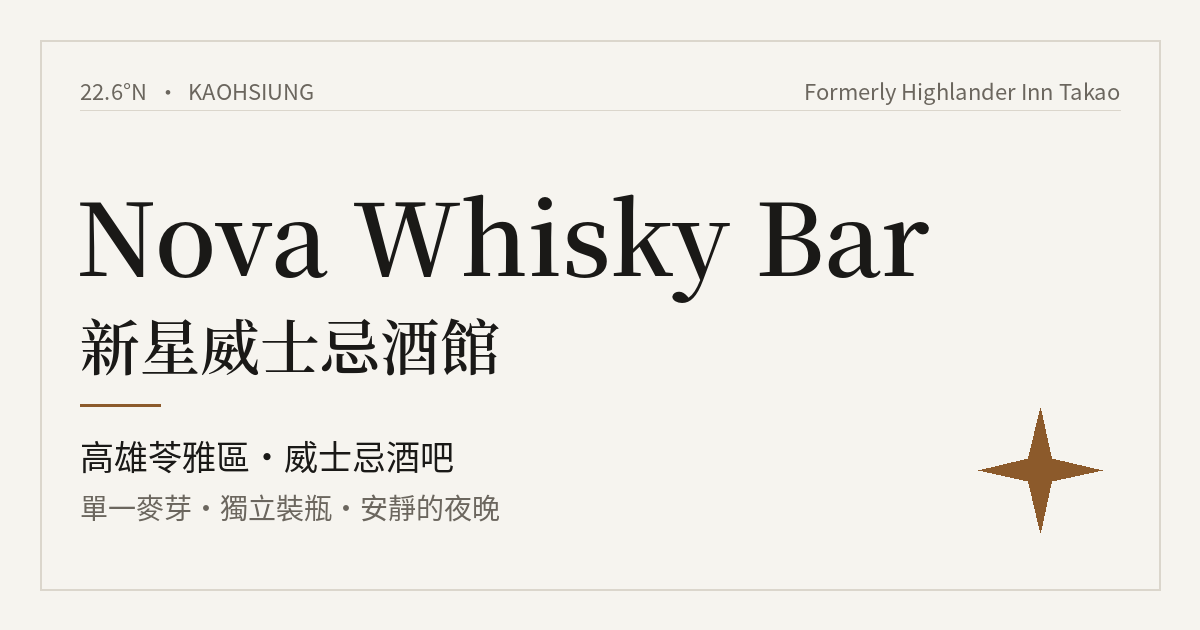 22.6°N • KAOHSIUNG
Formerly Highlander Inn Takao
Nova Whisky Bar
新星威士忌酒館
高雄苓雅區・威士忌酒吧
單一麥芽・獨立裝瓶・安靜的夜晚